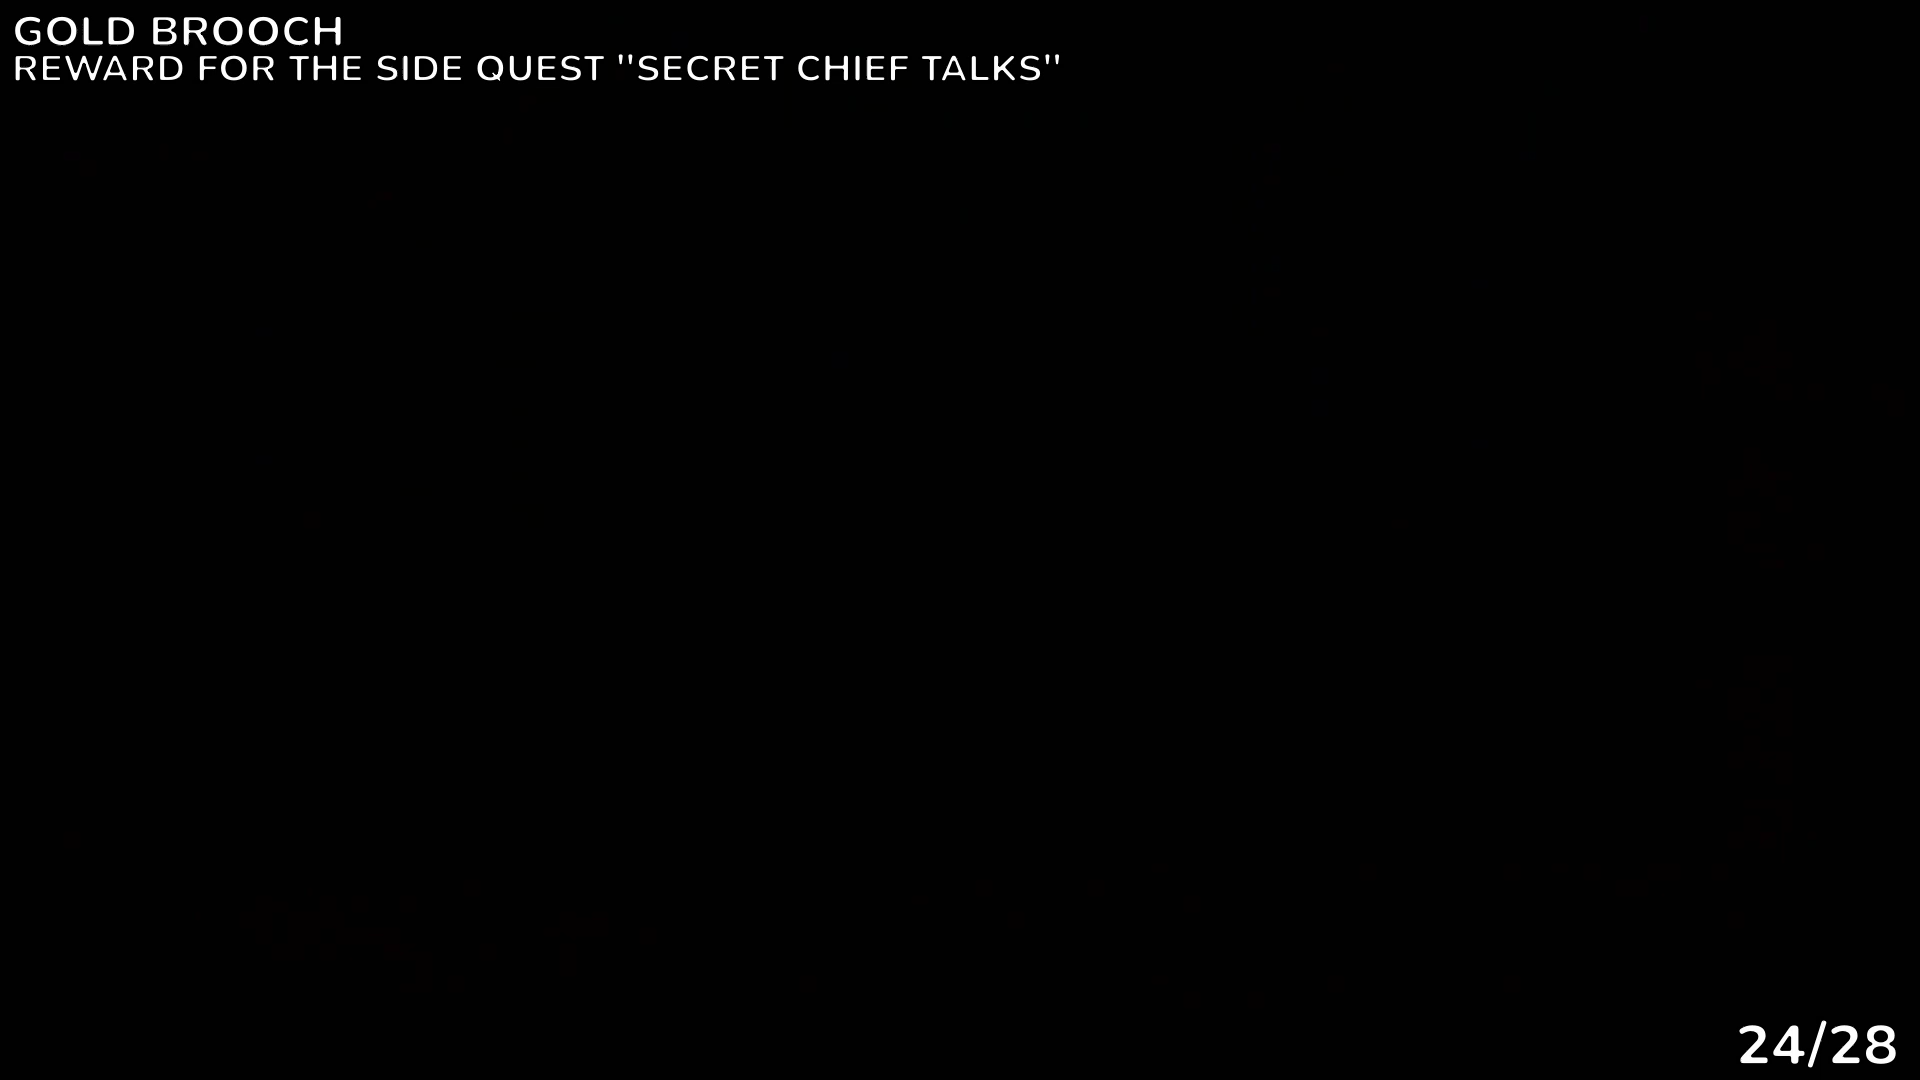 GOLD BROOCH
REWARD FOR THE SIDE QUEST "SECRET CHIEF TALKS"
24/28